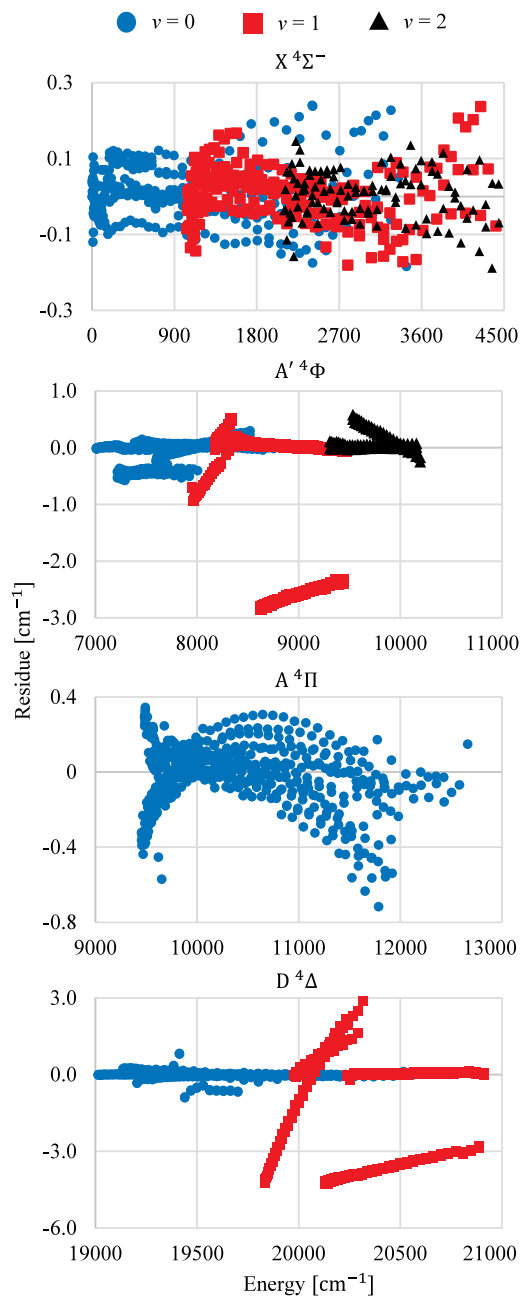 v = 0 v = 1 v = 2
X ⁴Σ⁻
0.3
0.1
-0.1
-0.3
0 900 1800 2700 3600 4500
A′ ⁴Φ
1.0
0.0
-1.0
-2.0
-3.0
7000 8000 9000 10000 11000
Residue [cm⁻¹]
A ⁴Π
0.4
0
-0.4
-0.8
9000 10000 11000 12000 13000
D ⁴Δ
3.0
0.0
-3.0
-6.0
19000 19500 20000 20500 21000
Energy [cm⁻¹]